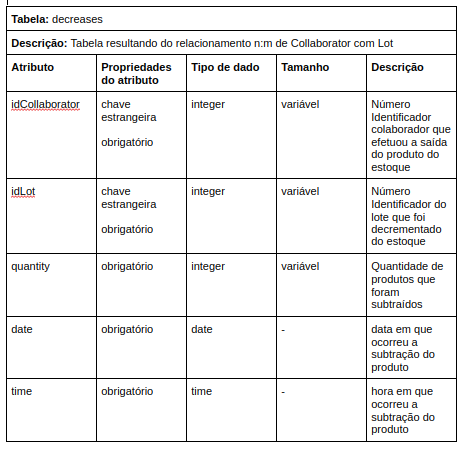 Tabela: decreases
Descrição: Tabela resultando do relacionamento n:m de Collaborator com Lot
Atributo
Propriedades
do atributo
Tipo de dado
Tamanho
Descrição
idCollaborator
chave
estrangeira
obrigatório
integer
variável
Número
Identificador
colaborador que
efetuou a saída
do produto do
estoque
idLot
chave
estrangeira
obrigatório
integer
variável
Número
Identificador do
lote que foi
decrementado
do estoque
quantity
obrigatório
integer
variável
Quantidade de
produtos que
foram
subtraídos
date
obrigatório
date
-
data em que
ocorreu a
subtração do
produto
time
obrigatório
time
-
hora em que
ocorreu a
subtração do
produto